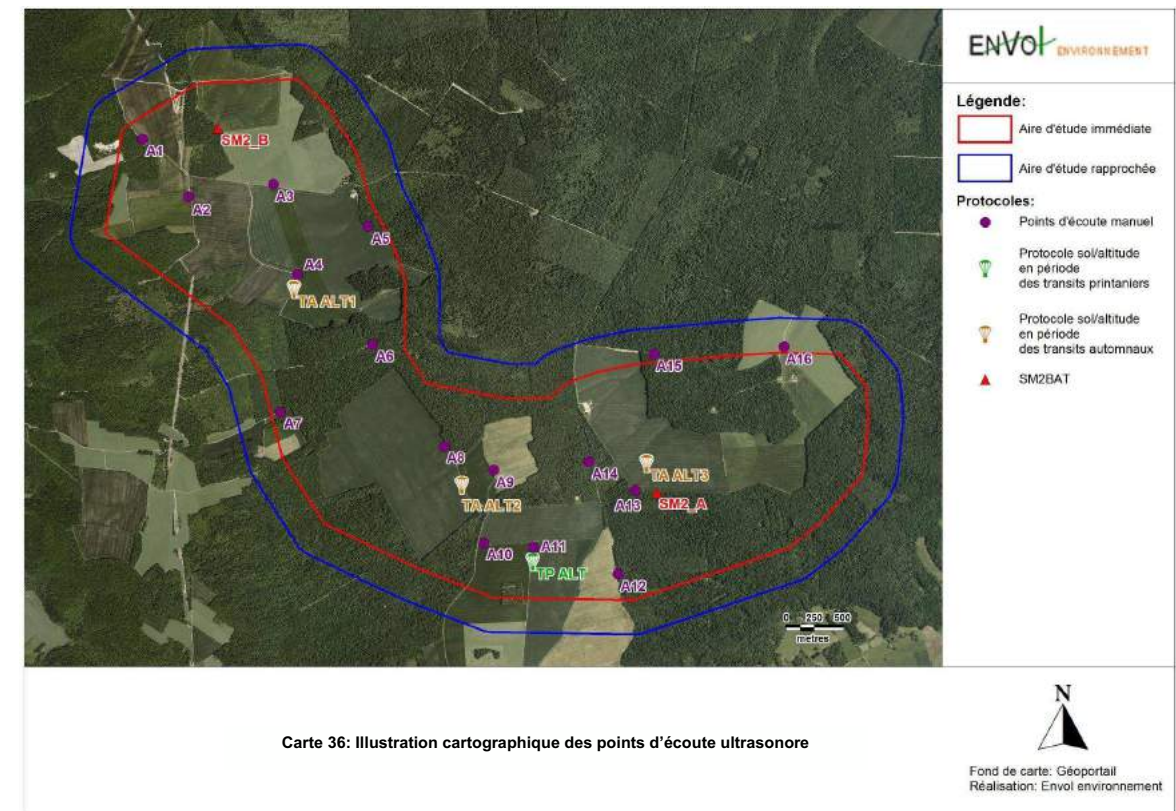 ENVOL ENVIRONNEMENT
Légende:
Aire d'étude immédiate
Aire d'étude rapprochée
Protocoles:
Points d'écoute manuel
Protocole sol/altitude
en période
des transits printaniers
Protocole sol/altitude
en période
des transits automnaux
SM2BAT
A1
SM2_B
A2
A3
A5
A4
TA ALT1
A6
A15
A16
A7
A8
A9
A14
TA ALT3
TA ALT2
A13
SM2_A
A10
A11
TP ALT
A12
0 250 500
metres
N
Carte 36: Illustration cartographique des points d'écoute ultrasonore
Fond de carte: Géoportail
Réalisation: Envol environnement